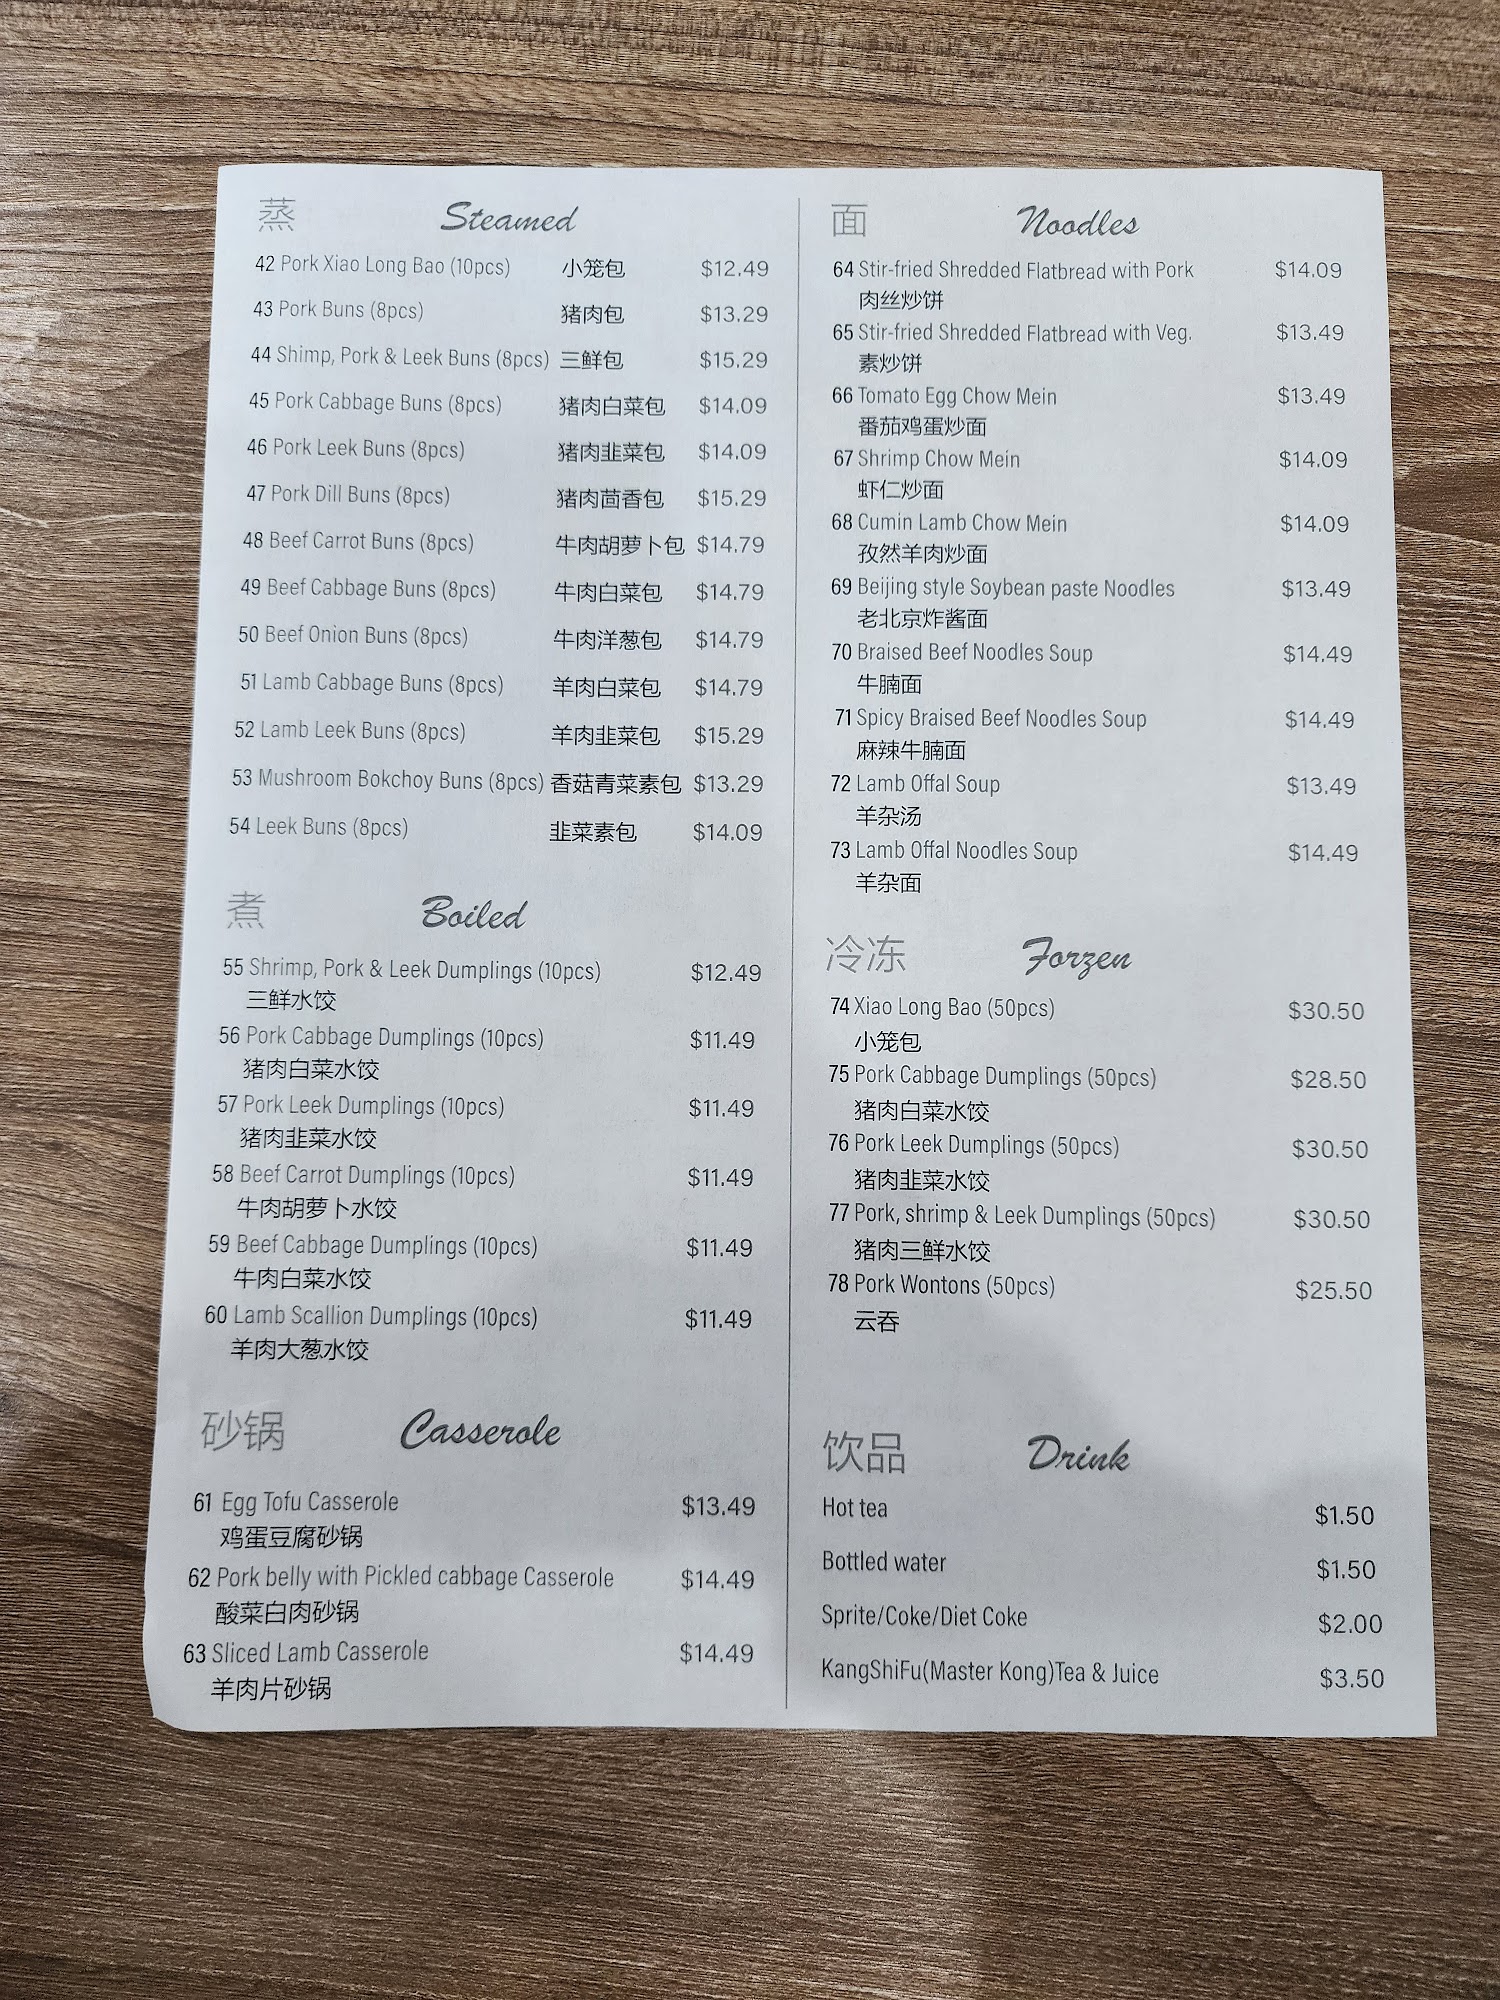 蒸 Steamed
42 Pork Xiao Long Bao (10pcs) 小笼包 $12.49
43 Pork Buns (8pcs) 猪肉包 $13.29
44 Shimp, Pork & Leek Buns (8pcs) 三鲜包 $15.29
45 Pork Cabbage Buns (8pcs) 猪肉白菜包 $14.09
46 Pork Leek Buns (8pcs) 猪肉韭菜包 $14.09
47 Pork Dill Buns (8pcs) 猪肉茴香包 $15.29
48 Beef Carrot Buns (8pcs) 牛肉胡萝卜包 $14.79
49 Beef Cabbage Buns (8pcs) 牛肉白菜包 $14.79
50 Beef Onion Buns (8pcs) 牛肉洋葱包 $14.79
51 Lamb Cabbage Buns (8pcs) 羊肉白菜包 $14.79
52 Lamb Leek Buns (8pcs) 羊肉韭菜包 $15.29
53 Mushroom Bokchoy Buns (8pcs) 香菇青菜素包 $13.29
54 Leek Buns (8pcs) 韭菜素包 $14.09
煮 Boiled
55 Shrimp, Pork & Leek Dumplings (10pcs) $12.49
三鲜水饺
56 Pork Cabbage Dumplings (10pcs) $11.49
猪肉白菜水饺
57 Pork Leek Dumplings (10pcs) $11.49
猪肉韭菜水饺
58 Beef Carrot Dumplings (10pcs) $11.49
牛肉胡萝卜水饺
59 Beef Cabbage Dumplings (10pcs) $11.49
牛肉白菜水饺
60 Lamb Scallion Dumplings (10pcs) $11.49
羊肉大葱水饺
砂锅 Casserole
61 Egg Tofu Casserole $13.49
鸡蛋豆腐砂锅
62 Pork belly with Pickled cabbage Casserole $14.49
酸菜白肉砂锅
63 Sliced Lamb Casserole $14.49
羊肉片砂锅
面 Noodles
64 Stir-fried Shredded Flatbread with Pork $14.09
肉丝炒饼
65 Stir-fried Shredded Flatbread with Veg. $13.49
素炒饼
66 Tomato Egg Chow Mein $13.49
番茄鸡蛋炒面
67 Shrimp Chow Mein $14.09
虾仁炒面
68 Cumin Lamb Chow Mein $14.09
孜然羊肉炒面
69 Beijing style Soybean paste Noodles $13.49
老北京炸酱面
70 Braised Beef Noodles Soup $14.49
牛腩面
71 Spicy Braised Beef Noodles Soup $14.49
麻辣牛腩面
72 Lamb Offal Soup $13.49
羊杂汤
73 Lamb Offal Noodles Soup $14.49
羊杂面
冷冻 Forzen
74 Xiao Long Bao (50pcs) $30.50
小笼包
75 Pork Cabbage Dumplings (50pcs) $28.50
猪肉白菜水饺
76 Pork Leek Dumplings (50pcs) $30.50
猪肉韭菜水饺
77 Pork, shrimp & Leek Dumplings (50pcs) $30.50
猪肉三鲜水饺
78 Pork Wontons (50pcs) $25.50
云吞
饮品 Drink
Hot tea $1.50
Bottled water $1.50
Sprite/Coke/Diet Coke $2.00
KangShiFu(Master Kong)Tea & Juice $3.50